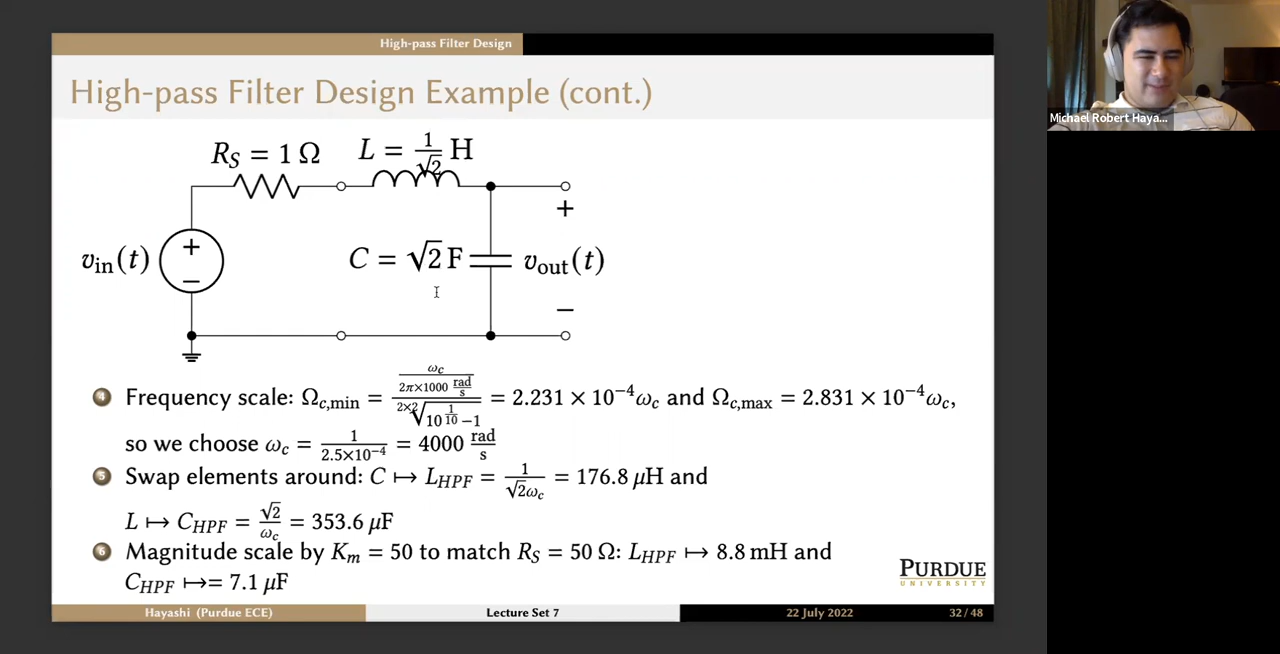 High-pass Filter Design
High-pass Filter Design Example (cont.)
Michael Robert Haya...
R_S = 1 Ω
L = 1/√2 H
+
−
v_in(t)
C = √2 F
+
v_out(t)
−
4 Frequency scale: Ω_c,min = (ω_c / (2π×1000 rad/s)) / (2×2√(10^(1/10) −1)) = 2.231 × 10^−4 ω_c and Ω_c,max = 2.831 × 10^−4 ω_c,
so we choose ω_c = 1/(2.5×10^−4) = 4000 rad/s
5 Swap elements around: C ↦ L_HPF = 1/(√2ω_c) = 176.8 μH and
L ↦ C_HPF = √2/ω_c = 353.6 μF
6 Magnitude scale by K_m = 50 to match R_S = 50 Ω: L_HPF ↦ 8.8 mH and
C_HPF ↦= 7.1 μF
PURDUE
UNIVERSITY
Hayashi (Purdue ECE) Lecture Set 7 22 July 2022 32 / 48